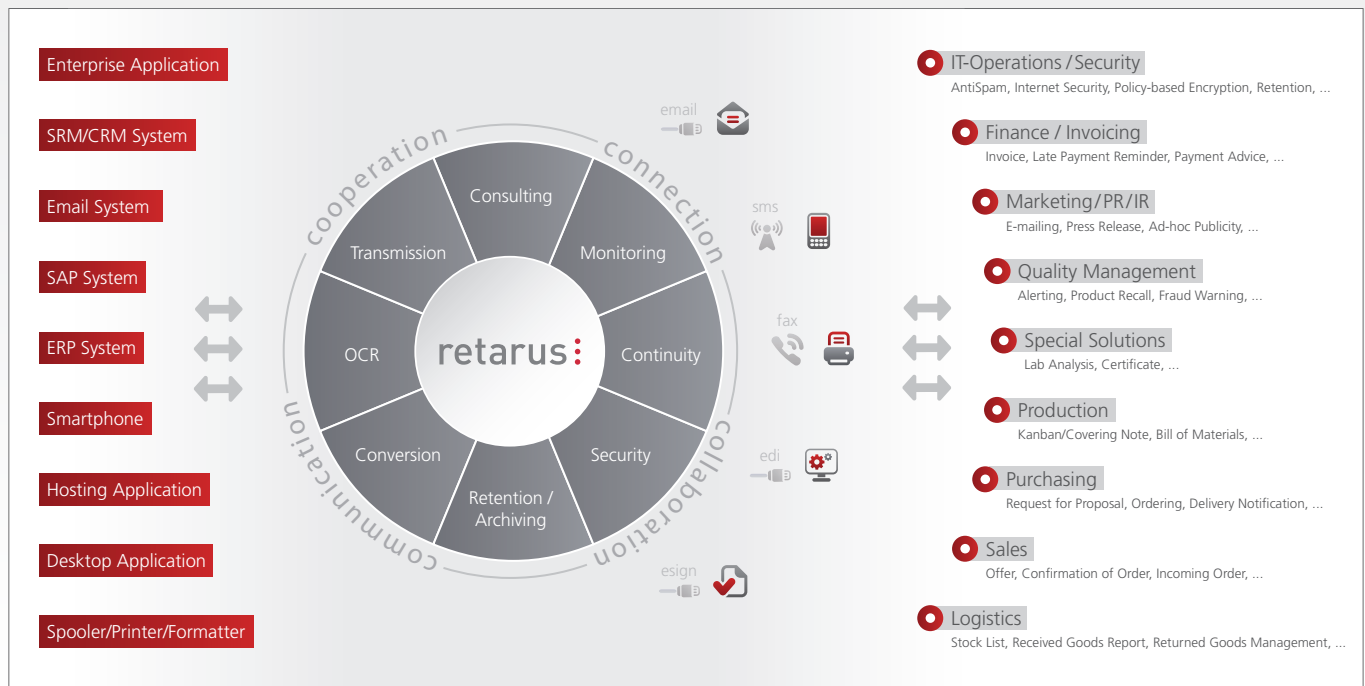 Enterprise Application
SRM/CRM System
Email System
SAP System
ERP System
Smartphone
Hosting Application
Desktop Application
Spooler/Printer/Formatter
cooperation
connection
communication
collaboration
Consulting
Transmission
Monitoring
OCR
retarus
Continuity
Conversion
Security
Retention /
Archiving
email
sms
fax
edi
esign
IT-Operations / Security
AntiSpam, Internet Security, Policy-based Encryption, Retention, ...
Finance / Invoicing
Invoice, Late Payment Reminder, Payment Advice, ...
Marketing/PR/IR
E-mailing, Press Release, Ad-hoc Publicity, ...
Quality Management
Alerting, Product Recall, Fraud Warning, ...
Special Solutions
Lab Analysis, Certificate, ...
Production
Kanban/Covering Note, Bill of Materials, ...
Purchasing
Request for Proposal, Ordering, Delivery Notification, ...
Sales
Offer, Confirmation of Order, Incoming Order, ...
Logistics
Stock List, Received Goods Report, Returned Goods Management, ...